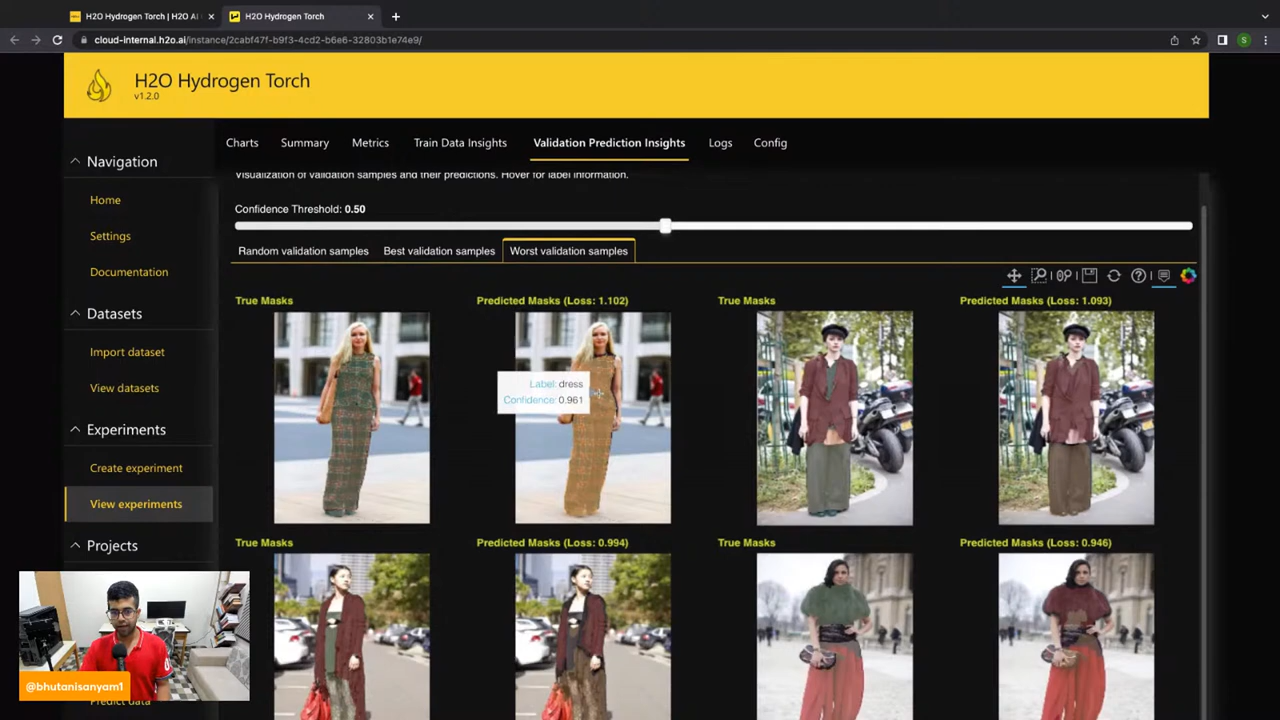 H2O Hydrogen Torch | H2O AI
H2O Hydrogen Torch
cloud-internal.h2o.ai/instance/2cabf47f-b9f3-4cd2-b6e6-32803b1e74e9/
S
H2O Hydrogen Torch
v1.2.0
Navigation
Home
Settings
Documentation
Datasets
Import dataset
View datasets
Experiments
Create experiment
View experiments
Projects
Predict data
Charts
Summary
Metrics
Train Data Insights
Validation Prediction Insights
Logs
Config
Visualization of validation samples and their predictions. Hover for label information.
Confidence Threshold: 0.50
Random validation samples
Best validation samples
Worst validation samples
True Masks
Predicted Masks (Loss: 1.102)
True Masks
Predicted Masks (Loss: 1.093)
Label: dress
Confidence: 0.961
True Masks
Predicted Masks (Loss: 0.994)
True Masks
Predicted Masks (Loss: 0.946)
@bhutanisanyam1